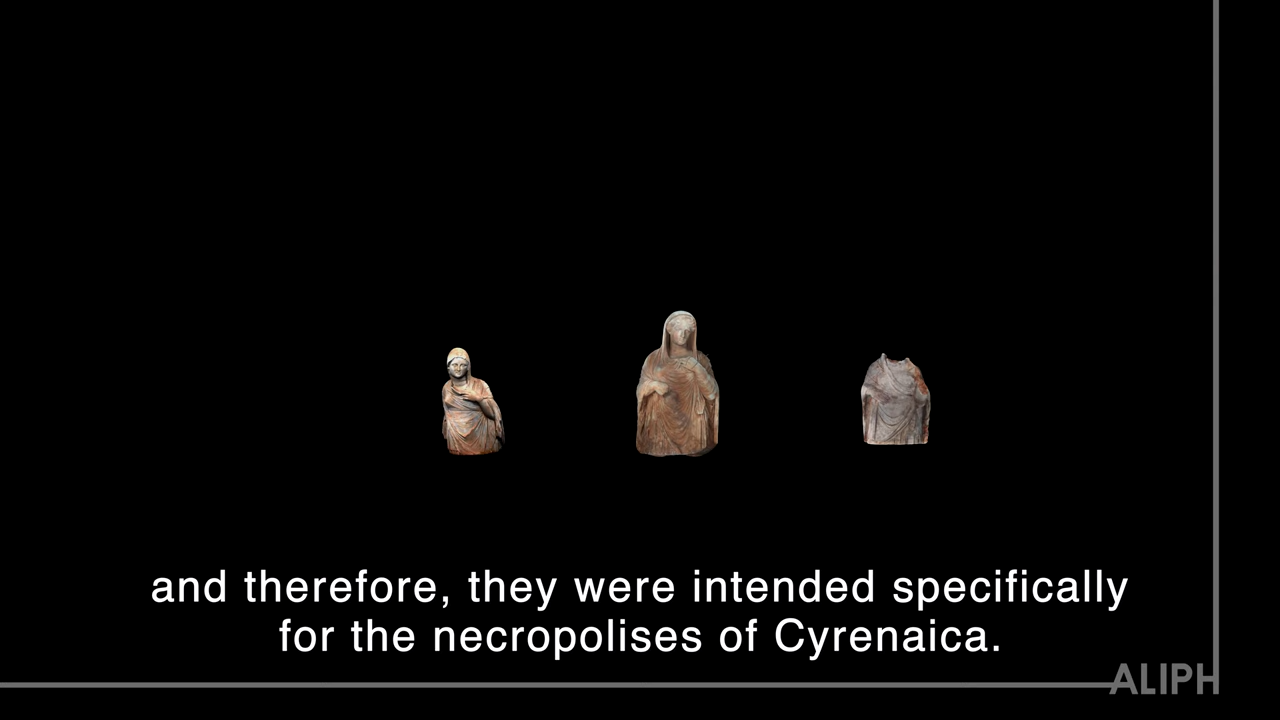 and therefore, they were intended specifically
for the necropolises of Cyrenaica.
ALIPH